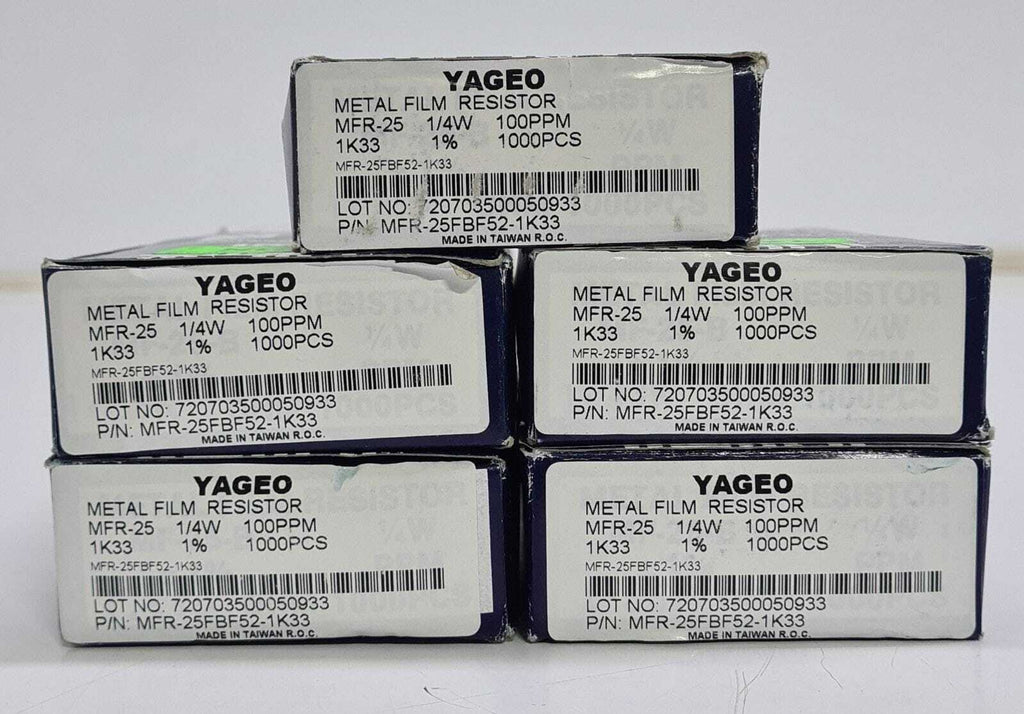 YAGEO
METAL FILM RESISTOR
MFR-25 1/4W 100PPM
1K33 1% 1000PCS
MFR-25FBF52-1K33
LOT NO: 720703500050933
P/N: MFR-25FBF52-1K33
MADE IN TAIWAN R.O.C.
YAGEO
METAL FILM RESISTOR
MFR-25 1/4W 100PPM
1K33 1% 1000PCS
MFR-25FBF52-1K33
LOT NO: 720703500050933
P/N: MFR-25FBF52-1K33
MADE IN TAIWAN R.O.C.
YAGEO
METAL FILM RESISTOR
MFR-25 1/4W 100PPM
1K33 1% 1000PCS
MFR-25FBF52-1K33
LOT NO: 720703500050933
P/N: MFR-25FBF52-1K33
MADE IN TAIWAN R.O.C.
YAGEO
METAL FILM RESISTOR
MFR-25 1/4W 100PPM
1K33 1% 1000PCS
MFR-25FBF52-1K33
LOT NO: 720703500050933
P/N: MFR-25FBF52-1K33
MADE IN TAIWAN R.O.C.
YAGEO
METAL FILM RESISTOR
MFR-25 1/4W 100PPM
1K33 1% 1000PCS
MFR-25FBF52-1K33
LOT NO: 720703500050933
P/N: MFR-25FBF52-1K33
MADE IN TAIWAN R.O.C.